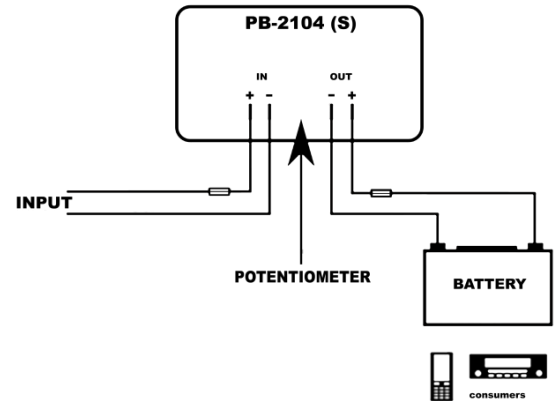 PB-2104 (S)
IN OUT
+ - - +
INPUT
POTENTIOMETER
BATTERY
consumers